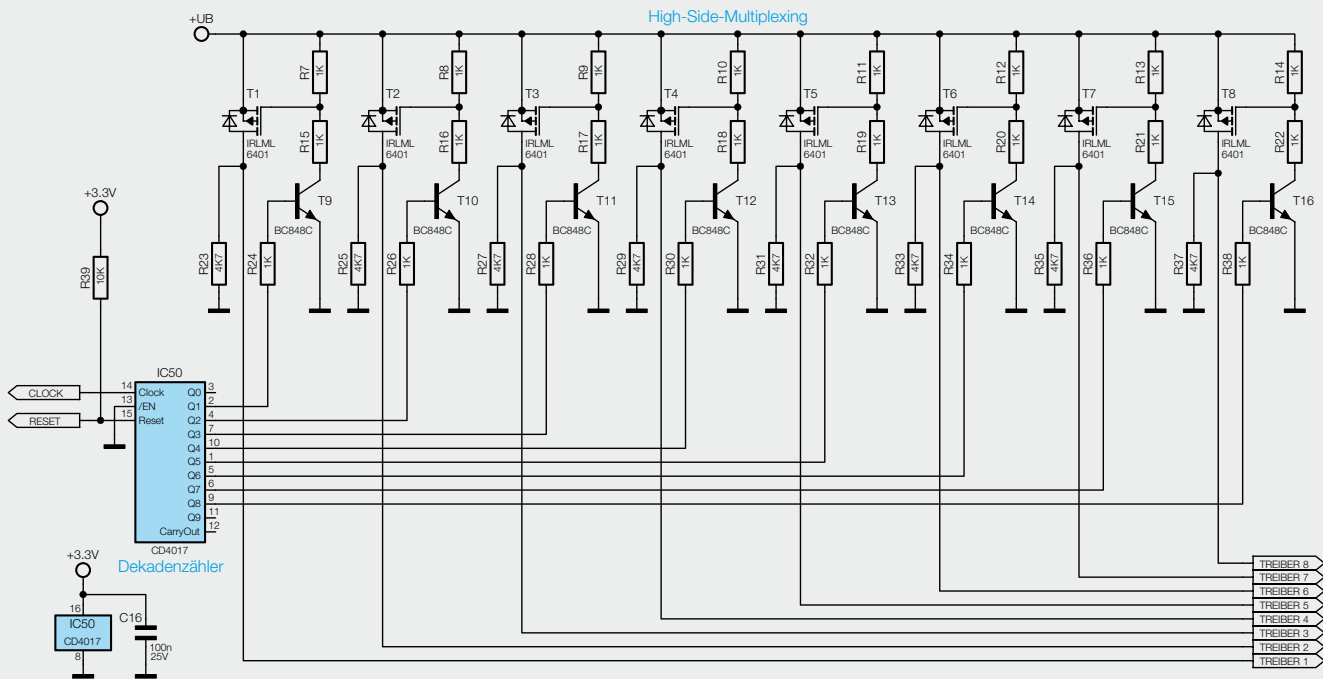 High-Side-Multiplexing
+UB
R7 1K
R8 1K
R9 1K
R10 1K
R11 1K
R12 1K
R13 1K
R14 1K
T1
T2
T3
T4
T5
T6
T7
T8
IRLML 6401
IRLML 6401
IRLML 6401
IRLML 6401
IRLML 6401
IRLML 6401
IRLML 6401
IRLML 6401
R15 1K
R16 1K
R17 1K
R18 1K
R19 1K
R20 1K
R21 1K
R22 1K
+3.3V
T9
T10
T11
T12
T13
T14
T15
T16
BC848C
BC848C
BC848C
BC848C
BC848C
BC848C
BC848C
BC848C
R39 10K
R23 4K7
R24 1K
R25 4K7
R26 1K
R27 4K7
R28 1K
R29 4K7
R30 1K
R31 4K7
R32 1K
R33 4K7
R34 1K
R35 4K7
R36 1K
R37 4K7
R38 1K
IC50
CLOCK 14 Clock Q0 3
13 /EN Q1 2
RESET 15 Reset Q2 4
Q3 7
Q4 10
Q5 1
Q6 5
Q7 6
Q8 9
Q9 11
CarryOut 12
CD4017
Dekadenzähler
+3.3V
16
IC50
CD4017
8
C16
100n
25V
TREIBER 8
TREIBER 7
TREIBER 6
TREIBER 5
TREIBER 4
TREIBER 3
TREIBER 2
TREIBER 1